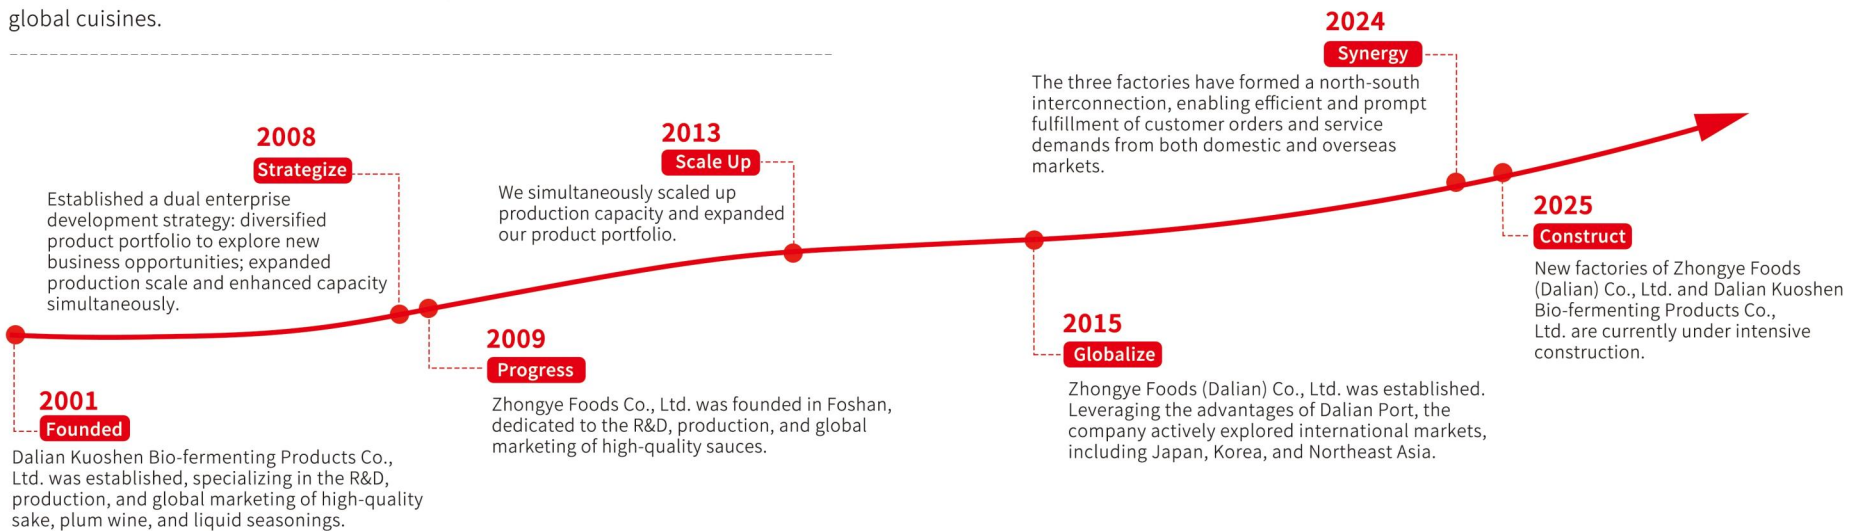 global cuisines.
2001
Founded
Dalian Kuoshen Bio-fermenting Products Co.,
Ltd. was established, specializing in the R&D,
production, and global marketing of high-quality
sake, plum wine, and liquid seasonings.
2008
Strategize
Established a dual enterprise
development strategy: diversified
product portfolio to explore new
business opportunities; expanded
production scale and enhanced capacity
simultaneously.
2009
Progress
Zhongye Foods Co., Ltd. was founded in Foshan,
dedicated to the R&D, production, and global
marketing of high-quality sauces.
2013
Scale Up
We simultaneously scaled up
production capacity and expanded
our product portfolio.
2015
Globalize
Zhongye Foods (Dalian) Co., Ltd. was established.
Leveraging the advantages of Dalian Port, the
company actively explored international markets,
including Japan, Korea, and Northeast Asia.
2024
Synergy
The three factories have formed a north-south
interconnection, enabling efficient and prompt
fulfillment of customer orders and service
demands from both domestic and overseas
markets.
2025
Construct
New factories of Zhongye Foods
(Dalian) Co., Ltd. and Dalian Kuoshen
Bio-fermenting Products Co.,
Ltd. are currently under intensive
construction.